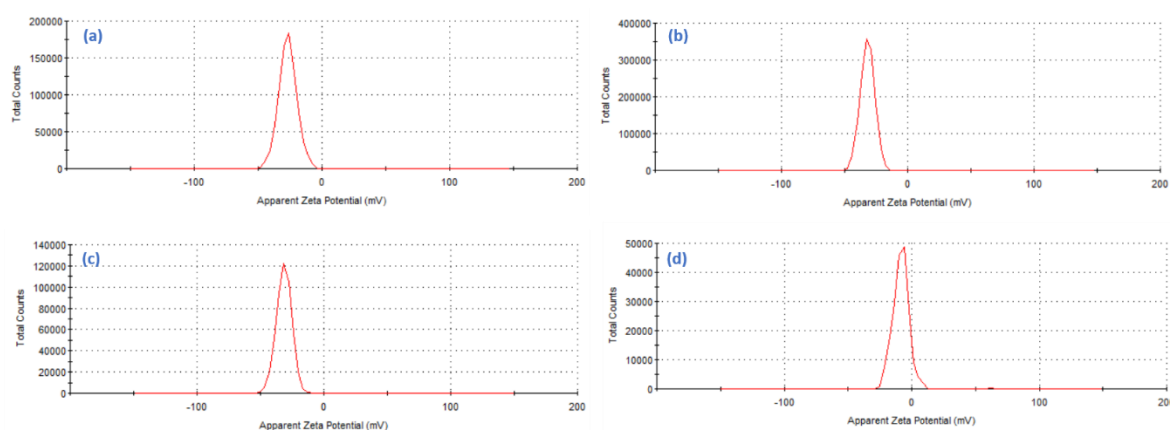 (a)
Total Counts
200000
150000
100000
50000
0
-100 0 100 200
Apparent Zeta Potential (mV)
(b)
Total Counts
400000
300000
200000
100000
0
-100 0 100 200
Apparent Zeta Potential (mV)
(c)
Total Counts
140000
120000
100000
80000
60000
40000
20000
0
-100 0 100 200
Apparent Zeta Potential (mV)
(d)
Total Counts
50000
40000
30000
20000
10000
0
-100 0 100 200
Apparent Zeta Potential (mV)